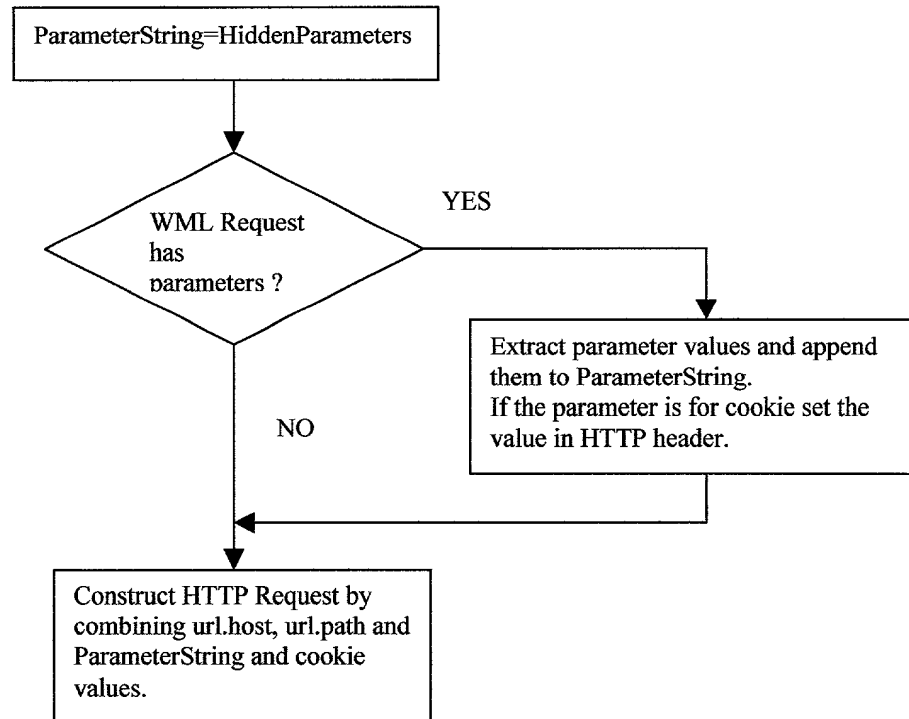 ParameterString=HiddenParameters
YES
WML Request
has
parameters ?
Extract parameter values and append
them to ParameterString.
If the parameter is for cookie set the
value in HTTP header.
NO
Construct HTTP Request by
combining url.host, url.path and
ParameterString and cookie
values.